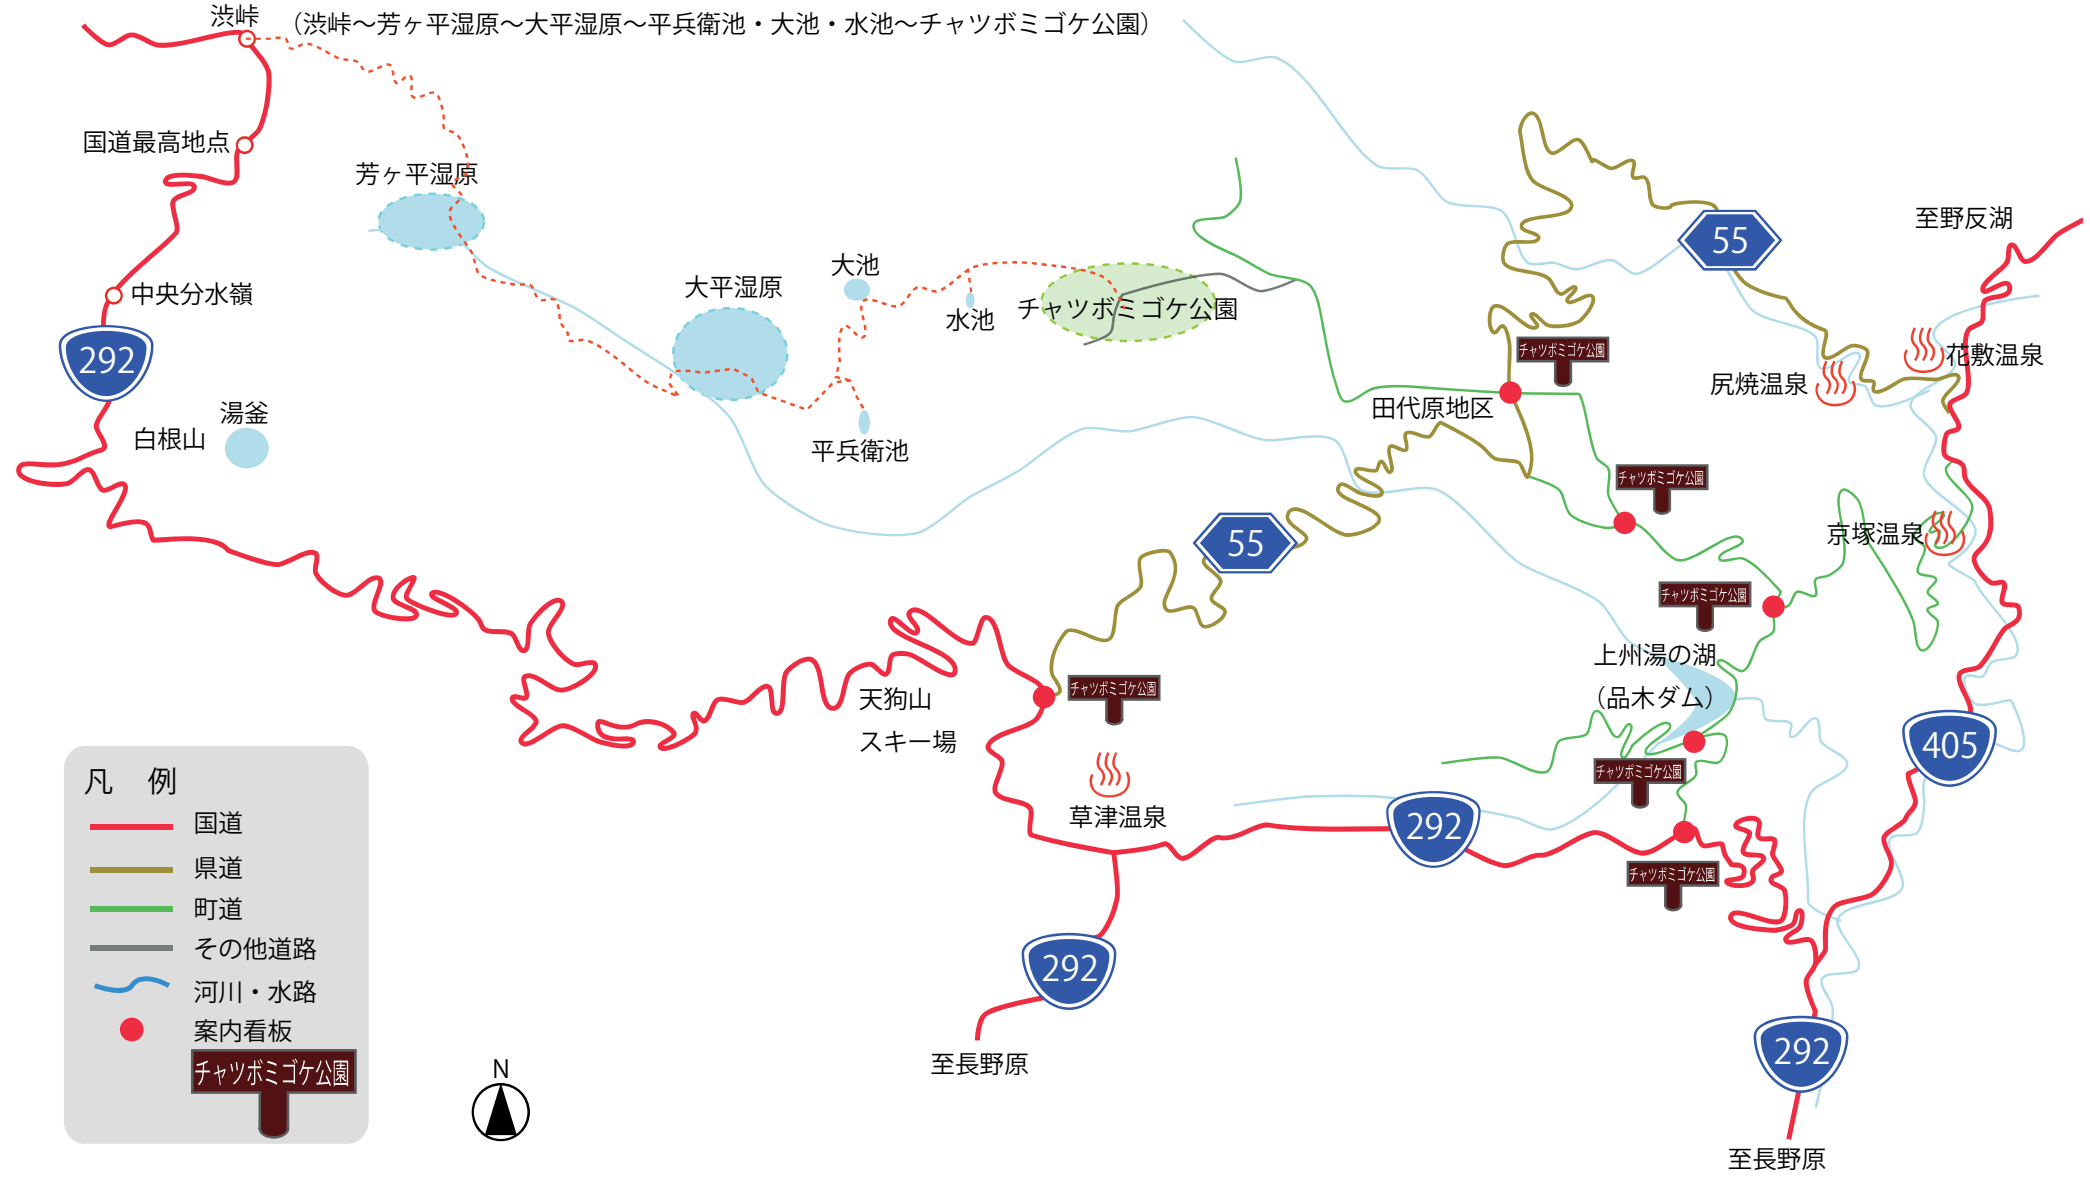 渋峠
（渋峠～芳ヶ平湿原～大平湿原～平兵衛池・大池・水池～チャツボミゴケ公園）
国道最高地点
芳ヶ平湿原
中央分水嶺
292
湯釜
白根山
大平湿原
大池
水池
平兵衛池
チャツボミゴケ公園
55
至野反湖
花敷温泉
尻焼温泉
チャツボミゴケ公園
田代原地区
チャツボミゴケ公園
京塚温泉
55
チャツボミゴケ公園
上州湯の湖
（品木ダム）
チャツボミゴケ公園
天狗山
スキー場
チャツボミゴケ公園
草津温泉
405
292
チャツボミゴケ公園
292
至長野原
292
至長野原
凡 例
国道
県道
町道
その他道路
河川・水路
案内看板
チャツボミゴケ公園
N